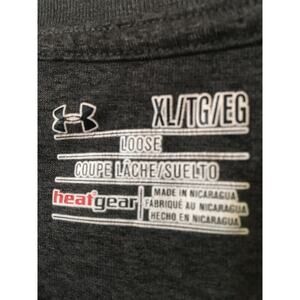 XL/TG/EG
LOOSE
COUPE LÂCHE/SUELTO
heatgear
MADE IN NICARAGUA
FABRIQUÉ AU NICARAGUA
HECHO EN NICARAGUA